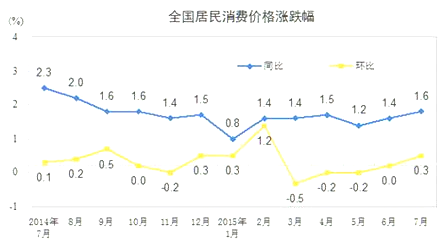 全国居民消费价格涨跌幅
(%)
4
3
2
1
0
-1
同比
环比
2.3 2.0 1.6 1.6 1.4 1.5 0.8 1.4 1.4 1.5 1.2 1.4 1.6
0.1 0.2 0.5 0.0 -0.2 0.3 0.3 1.2 -0.5 -0.2 -0.2 0.0 0.3
2014年 8月 9月 10月 11月 12月 2015年 2月 3月 4月 5月 6月 7月
7月 1月